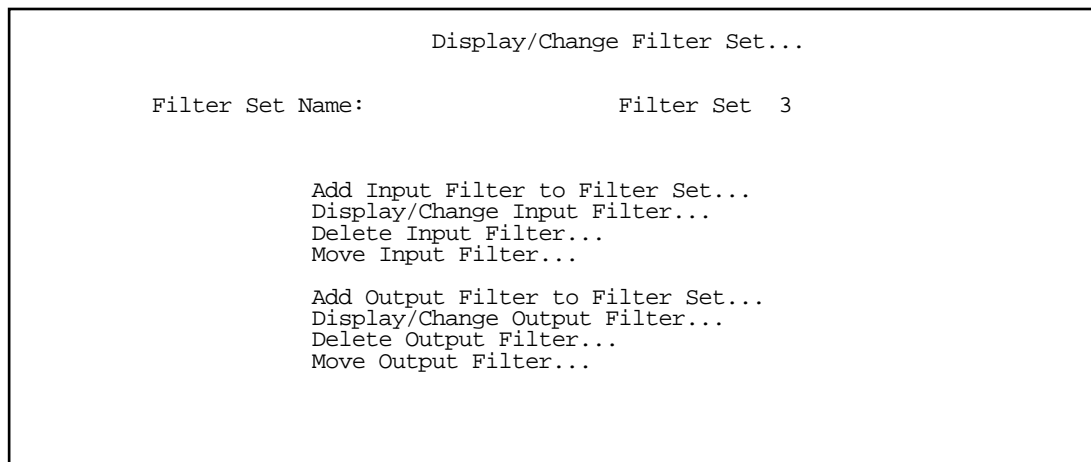 Display/Change Filter Set...
Filter Set Name: Filter Set 3
Add Input Filter to Filter Set...
Display/Change Input Filter...
Delete Input Filter...
Move Input Filter...
Add Output Filter to Filter Set...
Display/Change Output Filter...
Delete Output Filter...
Move Output Filter...